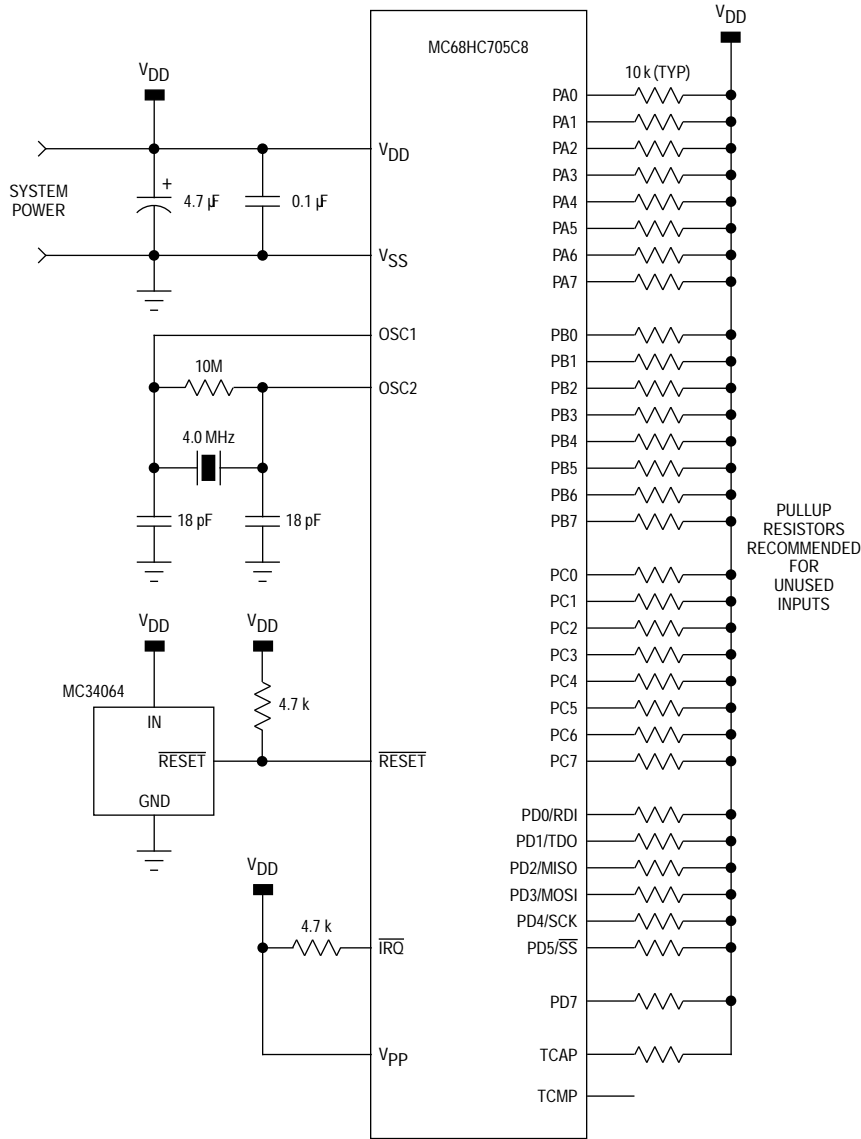 VDD
MC68HC705C8
VDD
10 k (TYP)
SYSTEM
POWER
+
4.7 µF
0.1 µF
VDD
VSS
OSC1
10M
OSC2
4.0 MHz
18 pF
18 pF
VDD
VDD
MC34064
4.7 k
IN
RESET
RESET
GND
VDD
4.7 k
IRQ
VPP
PA0
PA1
PA2
PA3
PA4
PA5
PA6
PA7
PB0
PB1
PB2
PB3
PB4
PB5
PB6
PB7
PC0
PC1
PC2
PC3
PC4
PC5
PC6
PC7
PD0/RDI
PD1/TDO
PD2/MISO
PD3/MOSI
PD4/SCK
PD5/SS
PD7
TCAP
TCMP
PULLUP
RESISTORS
RECOMMENDED
FOR
UNUSED
INPUTS